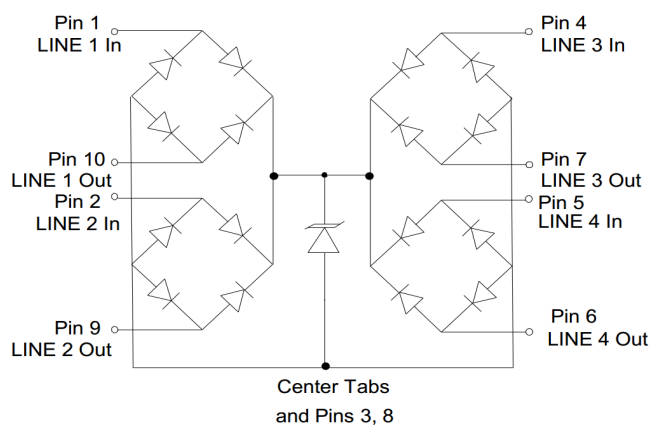 Pin 1
LINE 1 In
Pin 10
LINE 1 Out
Pin 2
LINE 2 In
Pin 9
LINE 2 Out
Pin 4
LINE 3 In
Pin 7
LINE 3 Out
Pin 5
LINE 4 In
Pin 6
LINE 4 Out
Center Tabs
and Pins 3, 8